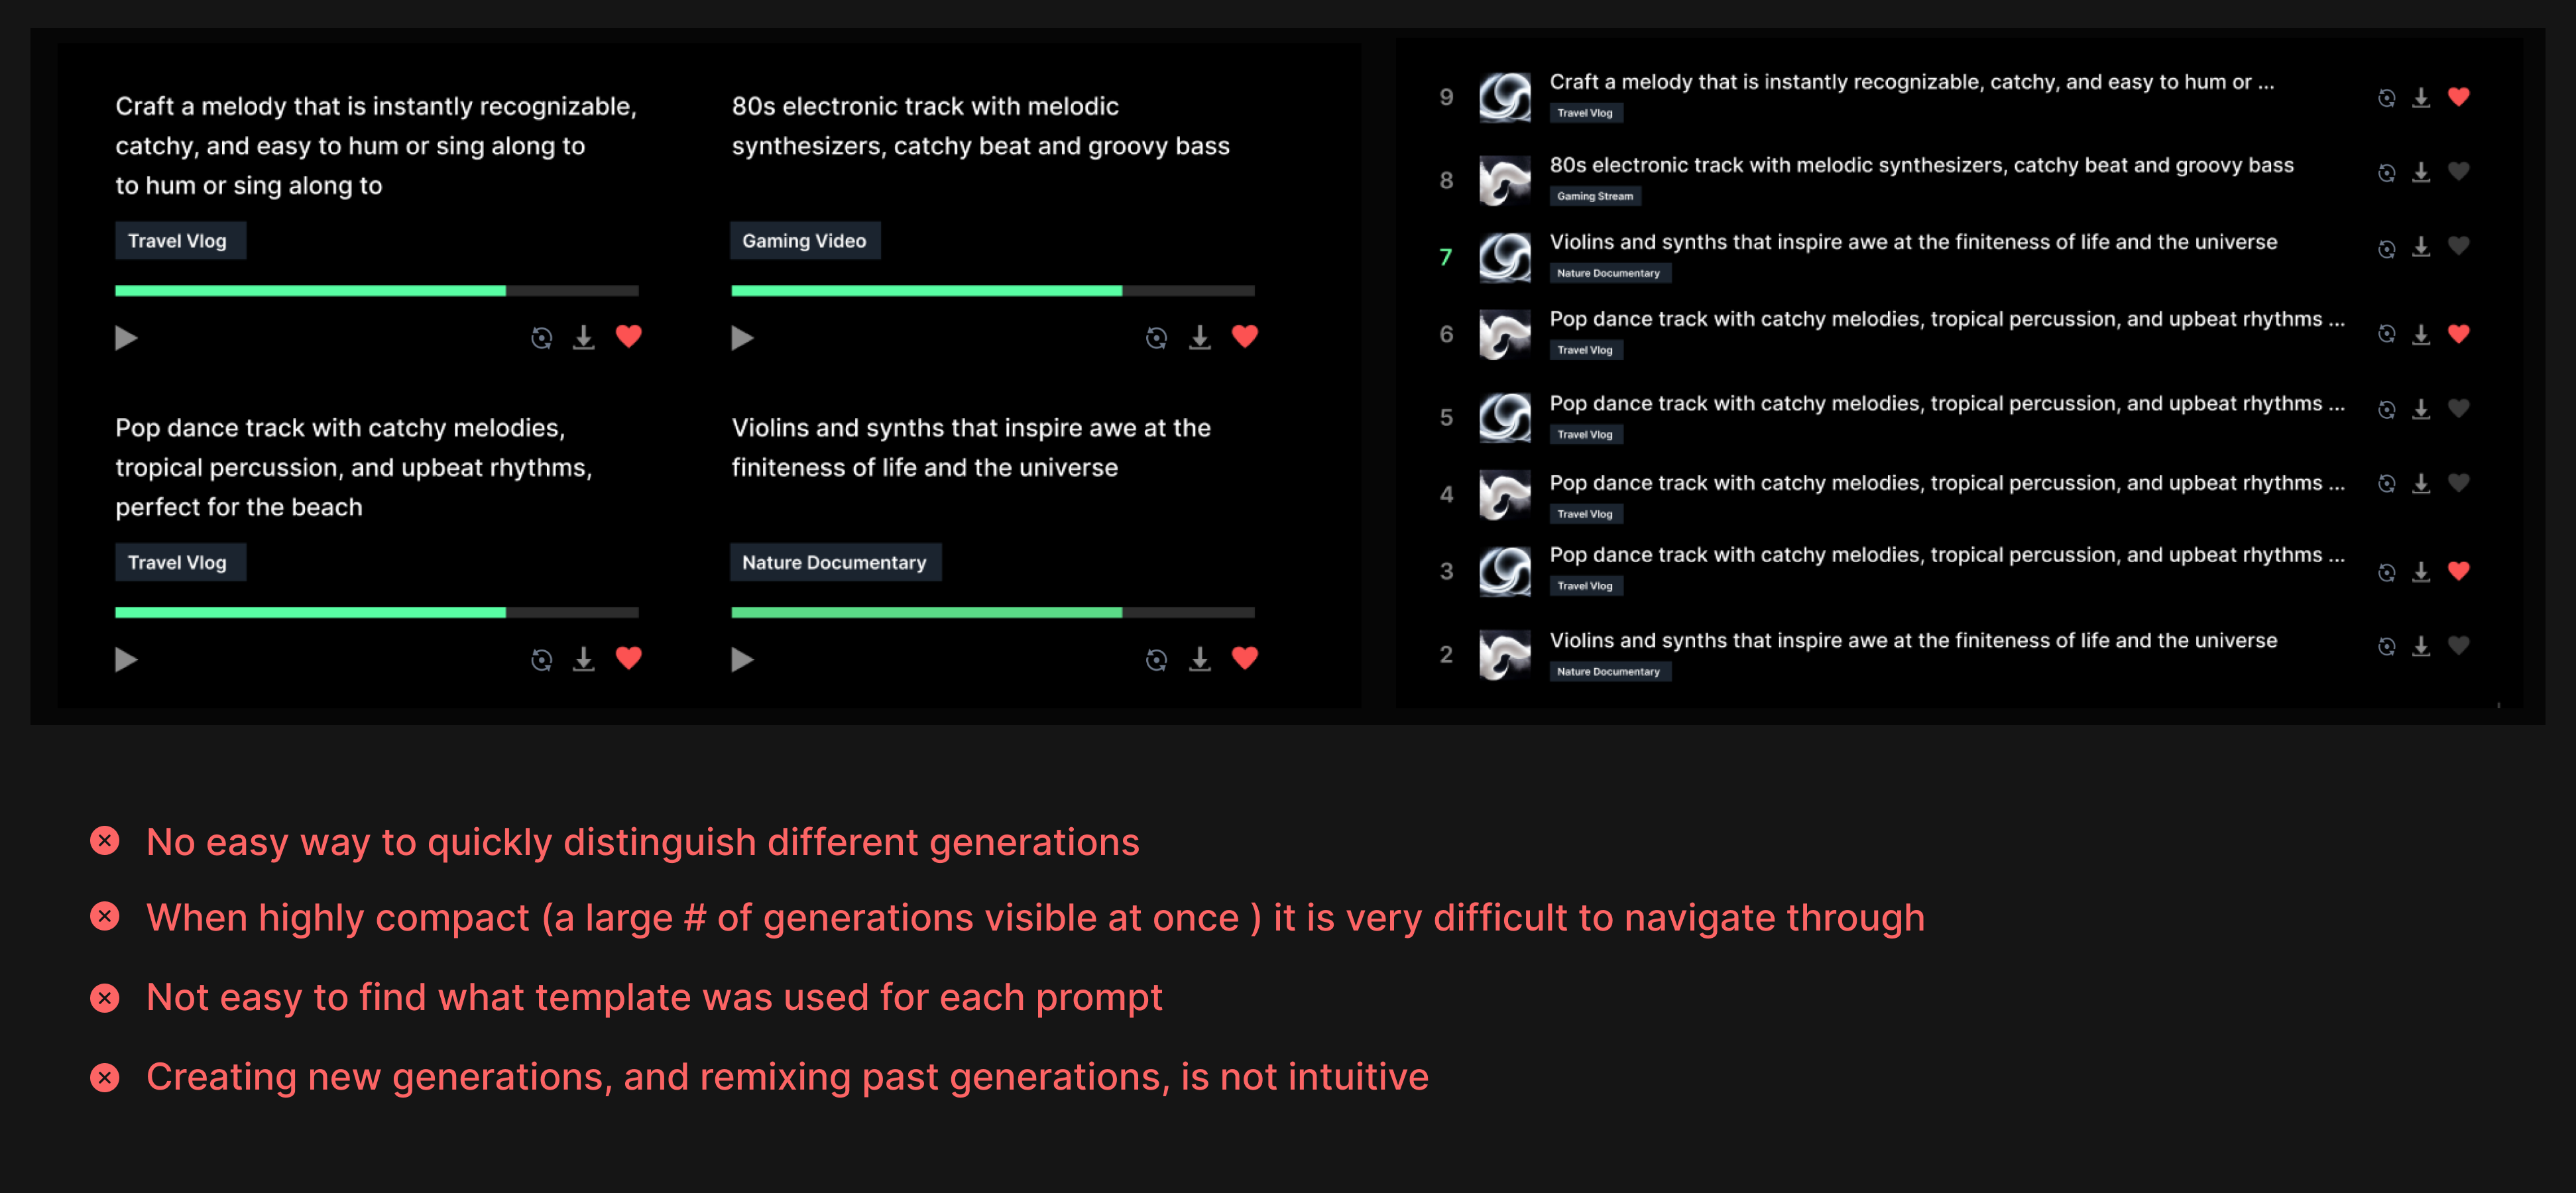 Craft a melody that is instantly recognizable,
catchy, and easy to hum or sing along to
to hum or sing along to
Travel Vlog
80s electronic track with melodic
synthesizers, catchy beat and groovy bass
Gaming Video
Pop dance track with catchy melodies,
tropical percussion, and upbeat rhythms,
perfect for the beach
Travel Vlog
Violins and synths that inspire awe at the
finiteness of life and the universe
Nature Documentary
9
Craft a melody that is instantly recognizable, catchy, and easy to hum or ...
Travel Vlog
8
80s electronic track with melodic synthesizers, catchy beat and groovy bass
Gaming Stream
7
Violins and synths that inspire awe at the finiteness of life and the universe
Nature Documentary
6
Pop dance track with catchy melodies, tropical percussion, and upbeat rhythms ...
Travel Vlog
5
Pop dance track with catchy melodies, tropical percussion, and upbeat rhythms ...
Travel Vlog
4
Pop dance track with catchy melodies, tropical percussion, and upbeat rhythms ...
Travel Vlog
3
Pop dance track with catchy melodies, tropical percussion, and upbeat rhythms ...
Travel Vlog
2
Violins and synths that inspire awe at the finiteness of life and the universe
Nature Documentary
No easy way to quickly distinguish different generations
When highly compact (a large # of generations visible at once ) it is very difficult to navigate through
Not easy to find what template was used for each prompt
Creating new generations, and remixing past generations, is not intuitive